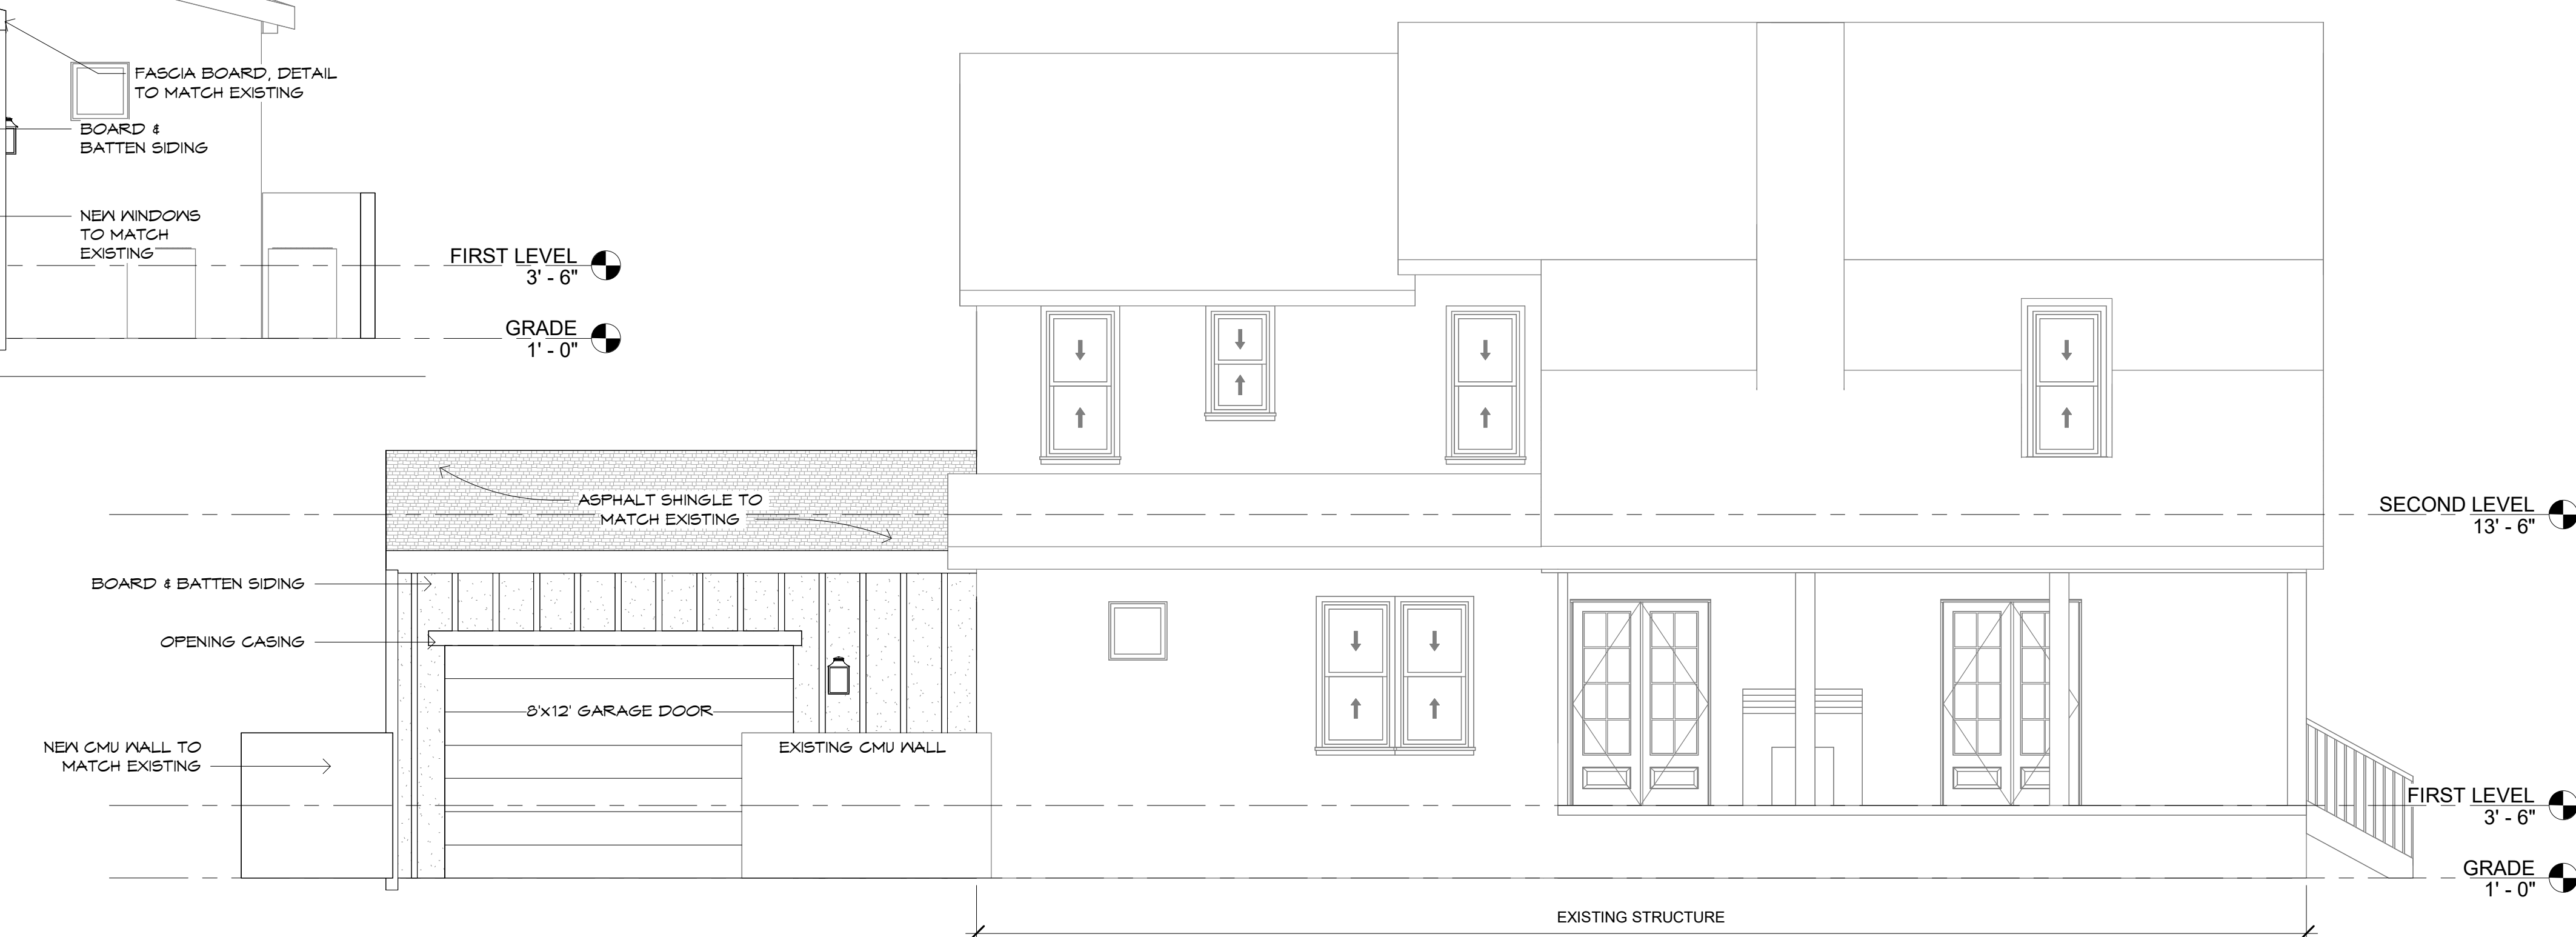 FASCIA BOARD, DETAIL
TO MATCH EXISTING
BOARD &
BATTEN SIDING
NEW WINDOWS
TO MATCH
EXISTING
FIRST LEVEL
3' - 6"
GRADE
1' - 0"
ASPHALT SHINGLE TO
MATCH EXISTING
SECOND LEVEL
13' - 6"
BOARD & BATTEN SIDING
OPENING CASING
8'X12' GARAGE DOOR
NEW CMU WALL TO
MATCH EXISTING
EXISTING CMU WALL
FIRST LEVEL
3' - 6"
GRADE
1' - 0"
EXISTING STRUCTURE